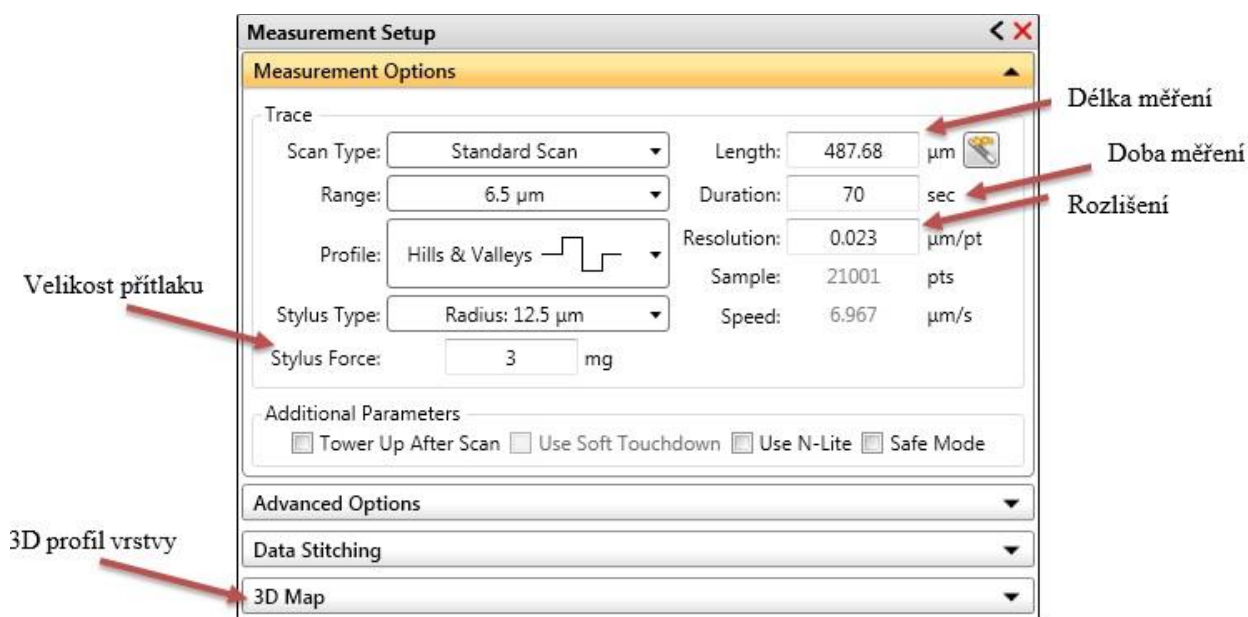 Measurement Setup
Measurement Options
Délka měření
Trace
Scan Type: Standard Scan Length: 487.68 µm
Doba měření
Range: 6.5 µm Duration: 70 sec
Rozlišení
Profile: Hills & Valleys Resolution: 0.023 µm/pt
Sample: 21001 pts
Velikost přítlaku
Stylus Type: Radius: 12.5 µm Speed: 6.967 µm/s
Stylus Force: 3 mg
Additional Parameters
Tower Up After Scan Use Soft Touchdown Use N-Lite Safe Mode
Advanced Options
3D profil vrstvy
Data Stitching
3D Map